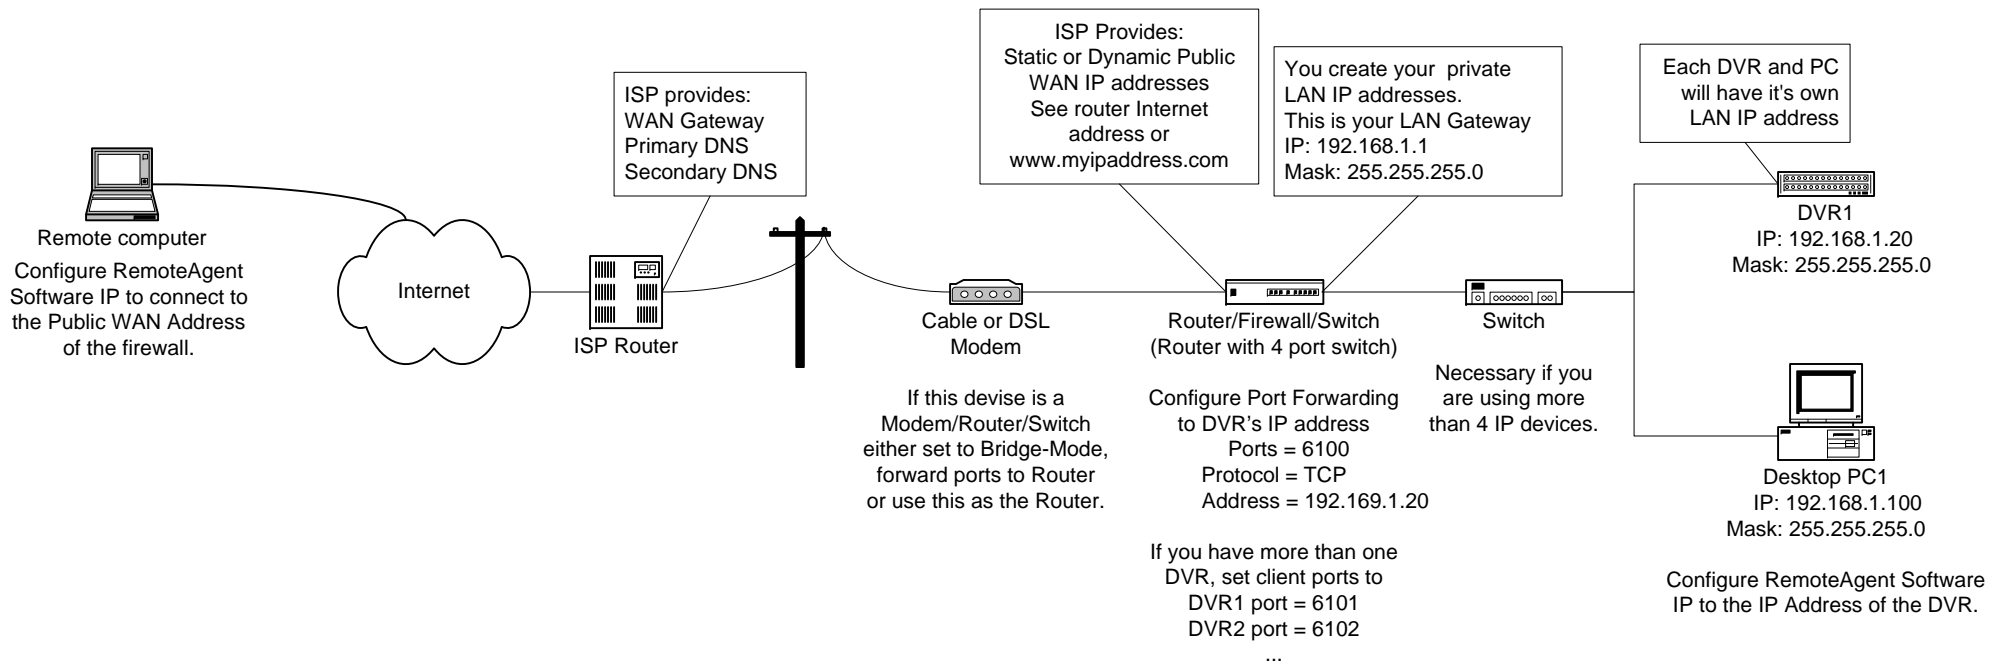 Remote computer
Configure RemoteAgent
Software IP to connect to
the Public WAN Address
of the firewall.
Internet
ISP provides:
WAN Gateway
Primary DNS
Secondary DNS
ISP Router
Cable or DSL
Modem
If this devise is a
Modem/Router/Switch
either set to Bridge-Mode,
forward ports to Router
or use this as the Router.
ISP Provides:
Static or Dynamic Public
WAN IP addresses
See router Internet
address or
www.myipaddress.com
You create your  private
LAN IP addresses.
This is your LAN Gateway
IP: 192.168.1.1
Mask: 255.255.255.0
Router/Firewall/Switch
(Router with 4 port switch)
Configure Port Forwarding
to DVR’s IP address
Ports = 6100
Protocol = TCP
Address = 192.169.1.20
If you have more than one
DVR, set client ports to
DVR1 port = 6101
DVR2 port = 6102
...
Switch
Necessary if you
are using more
than 4 IP devices.
Each DVR and PC
will have it's own
LAN IP address
DVR1
IP: 192.168.1.20
Mask: 255.255.255.0
Desktop PC1
IP: 192.168.1.100
Mask: 255.255.255.0
Configure RemoteAgent Software
IP to the IP Address of the DVR.